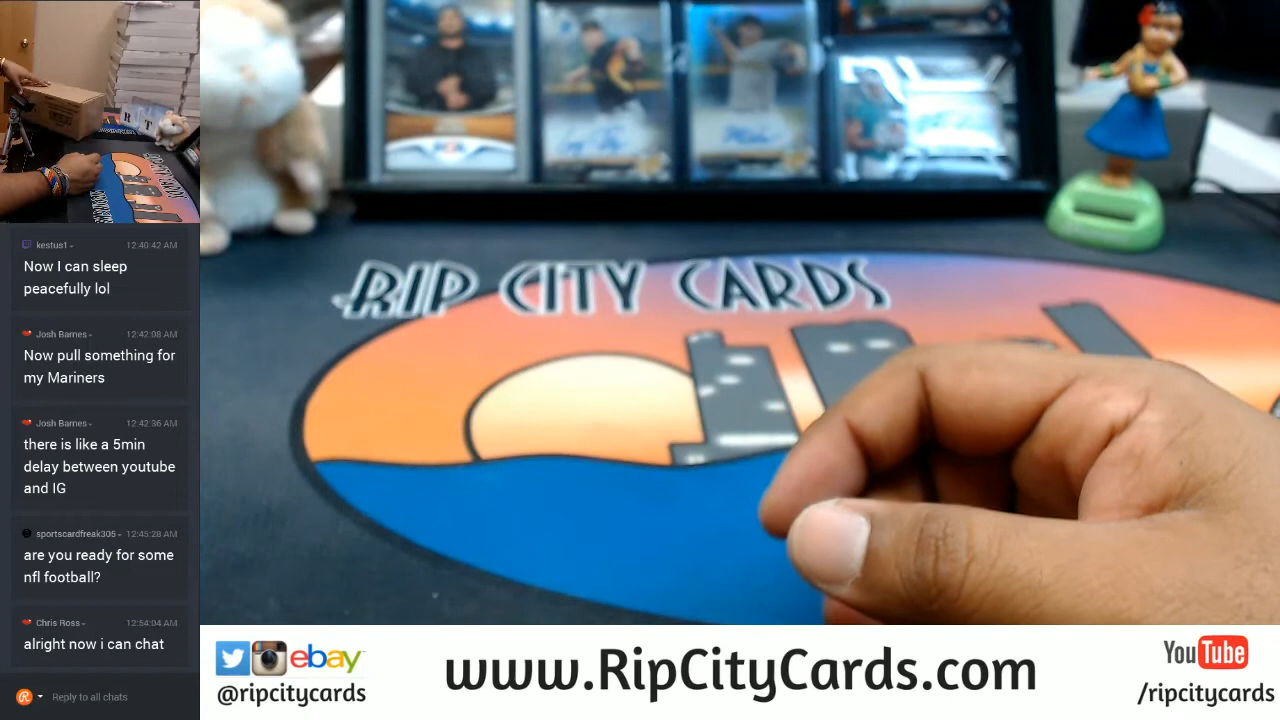 kestus1
12:40:42 AM
Now I can sleep
peacefully lol
Josh Barnes
12:42:08 AM
Now pull something for
my Mariners
Josh Barnes
12:42:36 AM
there is like a 5min
delay between youtube
and IG
sportscardfreak305
12:45:28 AM
are you ready for some
nfl football?
Chris Ross
12:54:04 AM
alright now i can chat
Reply to all chats
RIP CITY CARDS
ebay
@ripcitycards
www.RipCityCards.com
YouTube
/ripcitycards